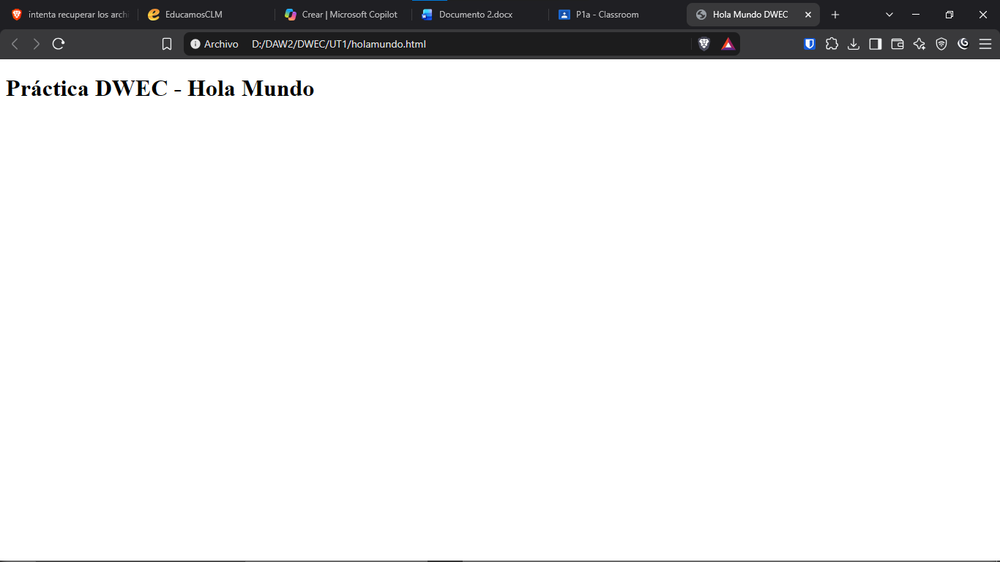 intenta recuperar los archi
EducamosCLM
Crear | Microsoft Copilot
Documento 2.docx
P1a - Classroom
Hola Mundo DWEC
Archivo
D:/DAW2/DWEC/UT1/holamundo.html
Práctica DWEC - Hola Mundo